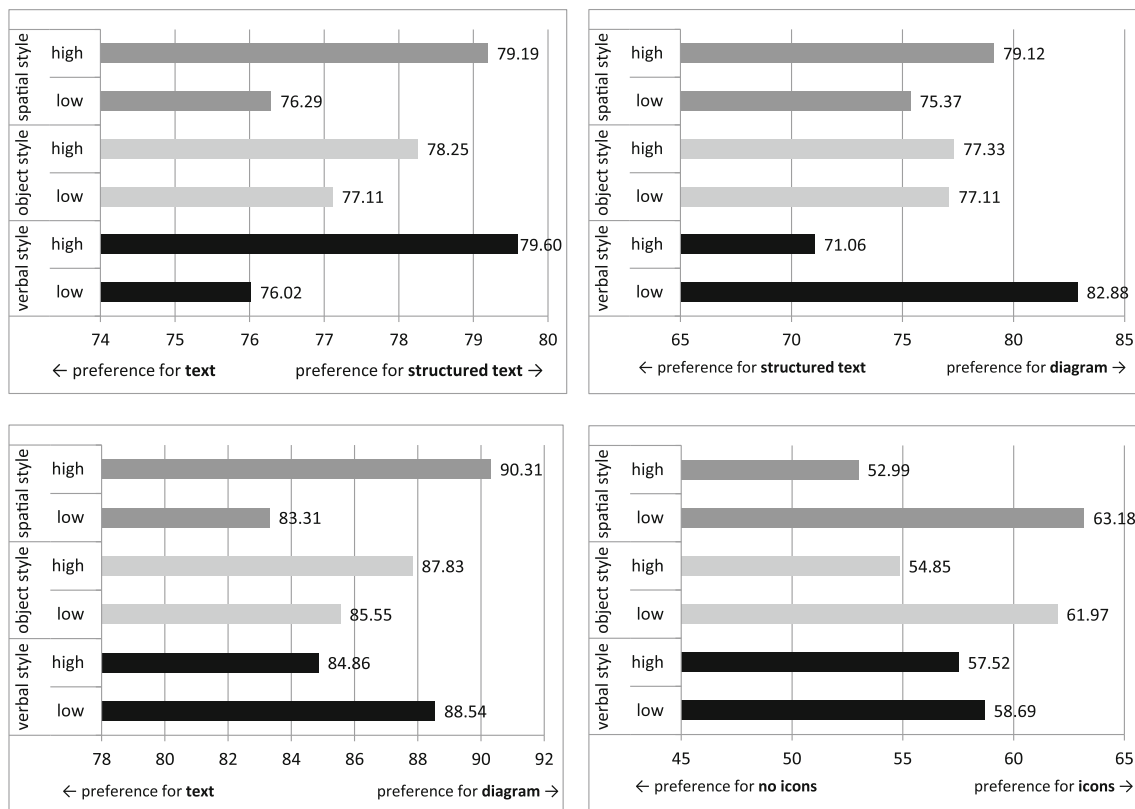 spatial style
high
79.19
low
76.29
object style
high
78.25
low
77.11
verbal style
high
79.60
low
76.02
74 75 76 77 78 79 80
← preference for text preference for structured text →
spatial style
high
79.12
low
75.37
object style
high
77.33
low
77.11
verbal style
high
71.06
low
82.88
65 70 75 80 85
← preference for structured text preference for diagram →
spatial style
high
90.31
low
83.31
object style
high
87.83
low
85.55
verbal style
high
84.86
low
88.54
78 80 82 84 86 88 90 92
← preference for text preference for diagram →
spatial style
high
52.99
low
63.18
object style
high
54.85
low
61.97
verbal style
high
57.52
low
58.69
45 50 55 60 65
← preference for no icons preference for icons →